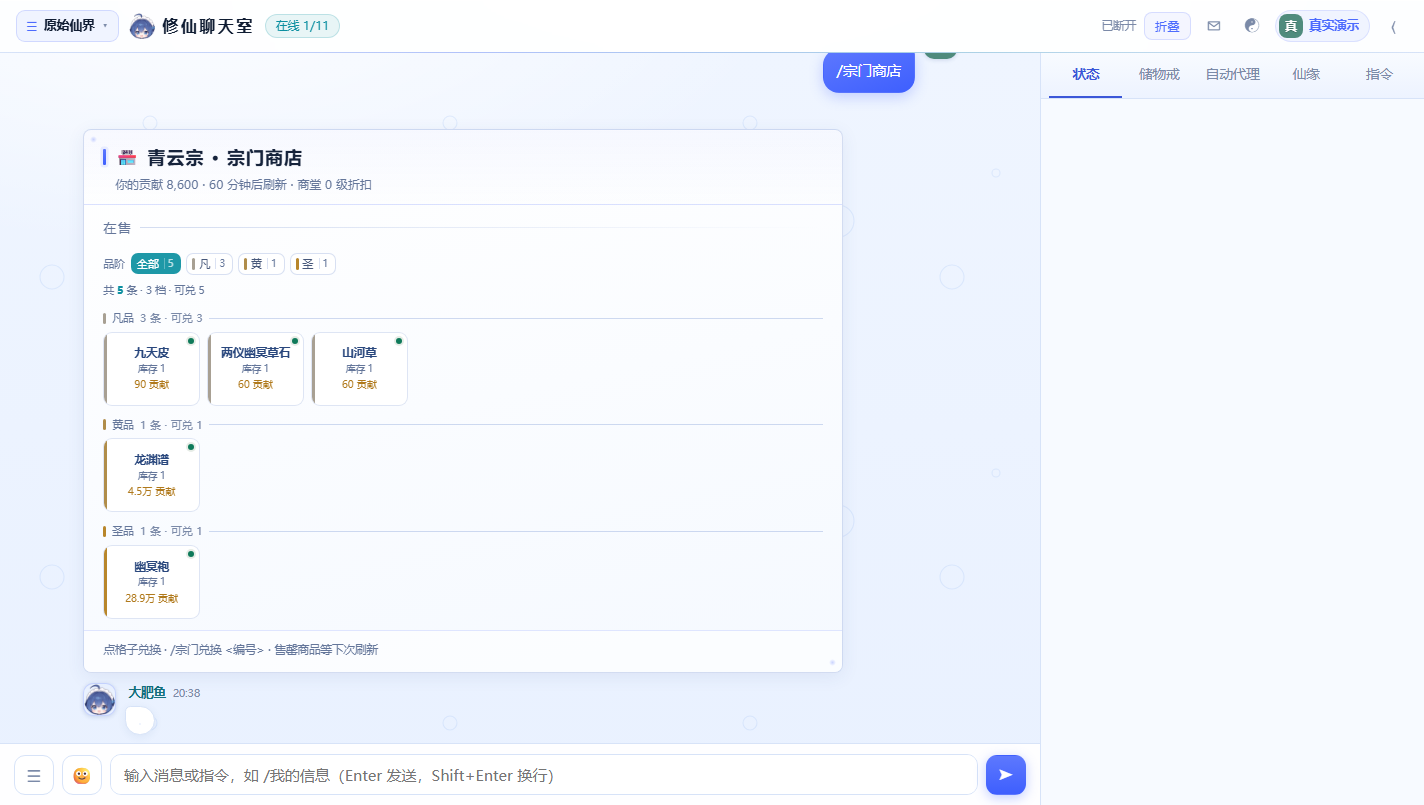 ☰ 原始仙界 ▾
修仙聊天室
在线 1/11
已断开
折叠
真 真实演示
状态
储物戒
自动代理
仙缘
指令
/宗门商店
青云宗 · 宗门商店
你的贡献 8,600 · 60 分钟后刷新 · 商堂 0 级折扣
在售
品阶 全部 5 凡 3 黄 1 圣 1
共 5 条 · 3 档 · 可兑 5
凡品 3 条 · 可兑 3
九天皮
库存 1
90 贡献
两仪幽冥草石
库存 1
60 贡献
山河草
库存 1
60 贡献
黄品 1 条 · 可兑 1
龙渊谱
库存 1
4.5万 贡献
圣品 1 条 · 可兑 1
幽冥袍
库存 1
28.9万 贡献
点格子兑换 · /宗门兑换 <编号> · 售罄商品等下次刷新
大肥鱼 20:38
输入消息或指令，如 /我的信息（Enter 发送，Shift+Enter 换行）